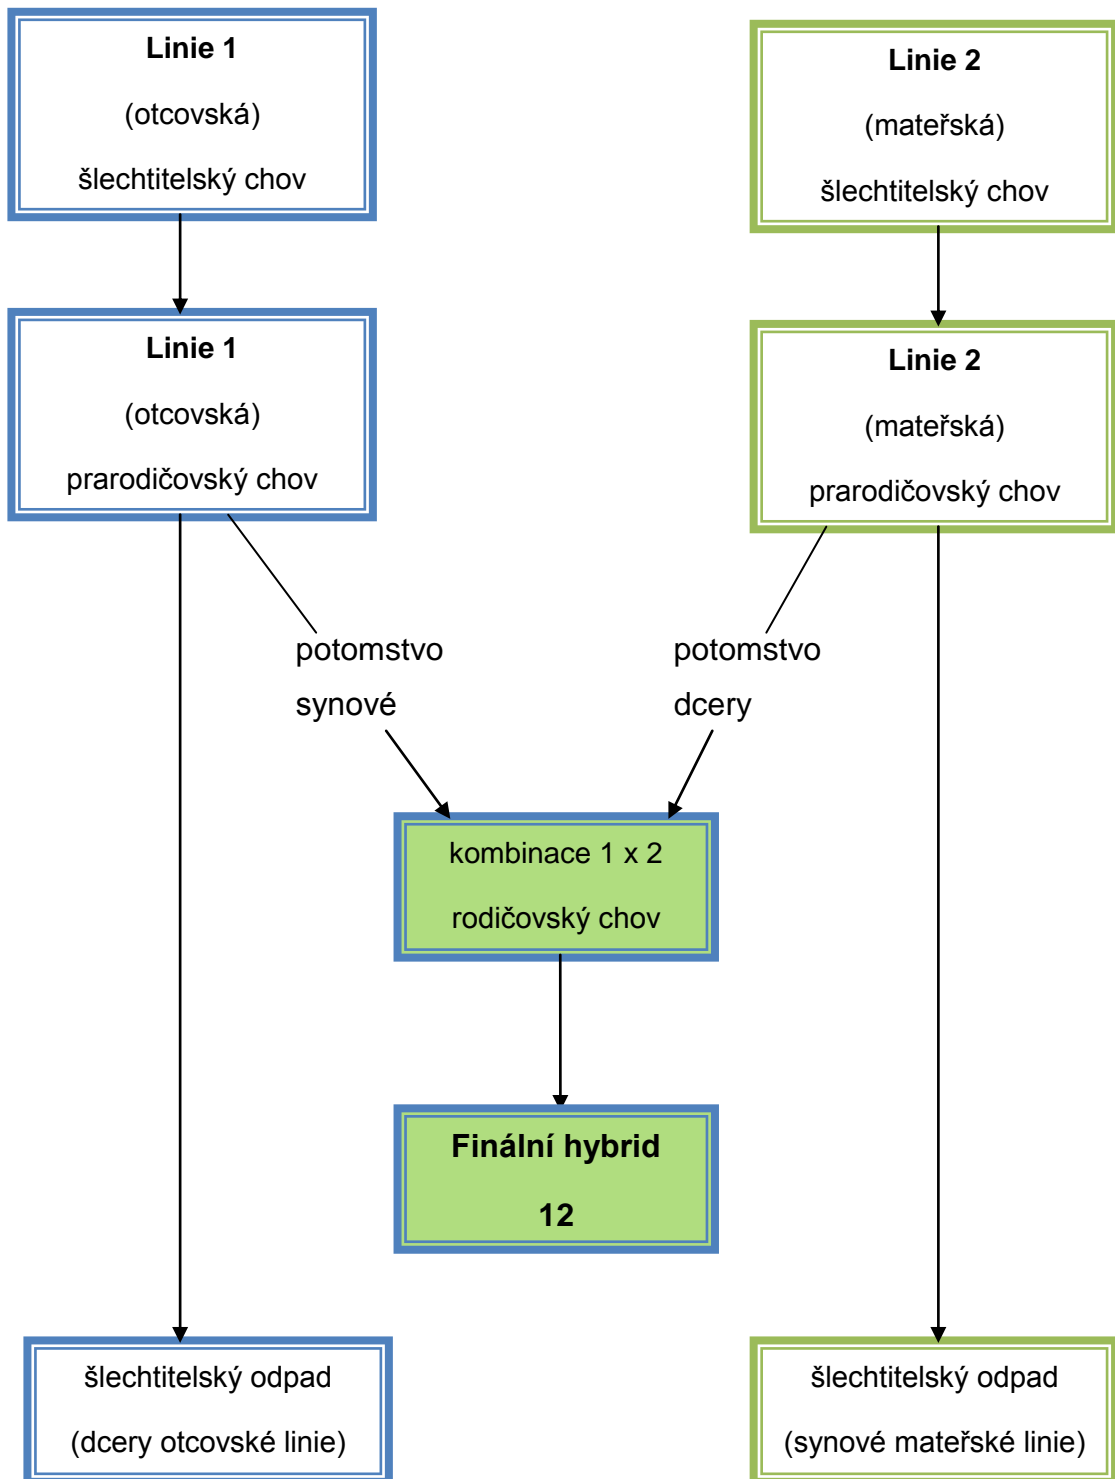 Linie 1
(otcovská)
šlechtitelský chov
Linie 2
(mateřská)
šlechtitelský chov
Linie 1
(otcovská)
prarodičovský chov
Linie 2
(mateřská)
prarodičovský chov
potomstvo
synové
potomstvo
dcery
kombinace 1 x 2
rodičovský chov
Finální hybrid
12
šlechtitelský odpad
(dcery otcovské linie)
šlechtitelský odpad
(synové mateřské linie)